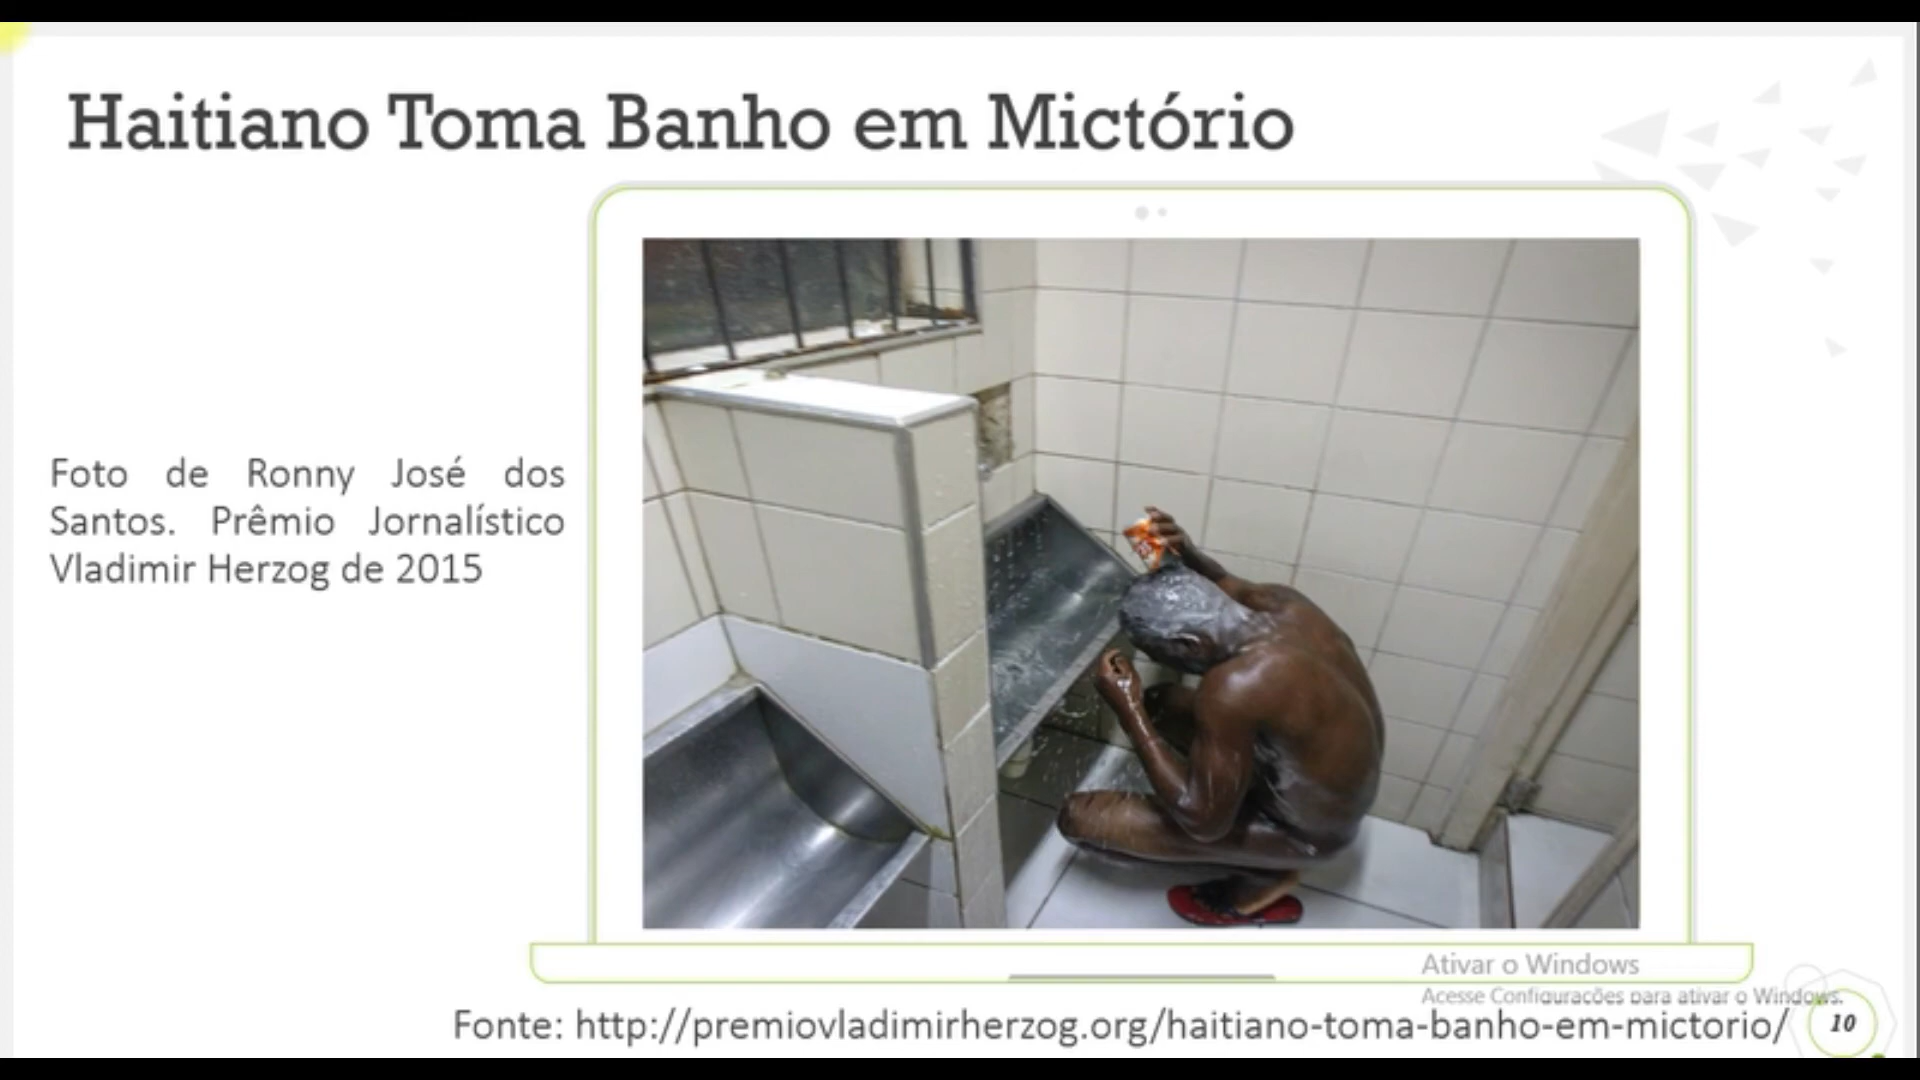 Haitiano Toma Banho em Mictório
Foto de Ronny José dos
Santos. Prêmio Jornalístico
Vladimir Herzog de 2015
Ativar o Windows
Acesse Configurações para ativar o Windows.
Fonte: http://premiovladimirherzog.org/haitiano-toma-banho-em-mictorio/
10